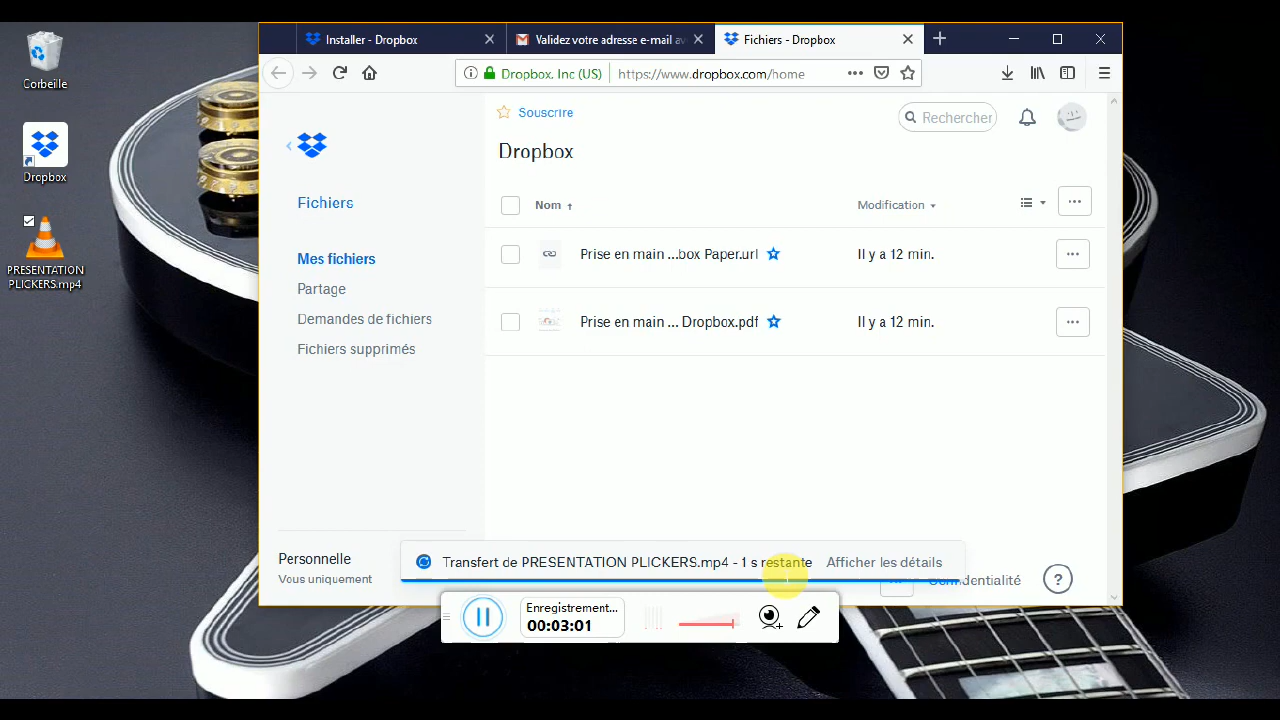 Corbeille
Dropbox
PRESENTATION
PLICKERS.mp4
Installer - Dropbox
Validez votre adresse e-mail av
Fichiers - Dropbox
Dropbox, Inc (US)
https://www.dropbox.com/home
Souscrire
Rechercher
Dropbox
Fichiers
Mes fichiers
Partage
Demandes de fichiers
Fichiers supprimés
Nom
Modification
Prise en main ...box Paper.url
Il y a 12 min.
Prise en main ... Dropbox.pdf
Il y a 12 min.
Personnelle
Vous uniquement
Transfert de PRESENTATION PLICKERS.mp4 - 1 s restante
Afficher les détails
Confidentialité
?
Enregistrement...
00:03:01